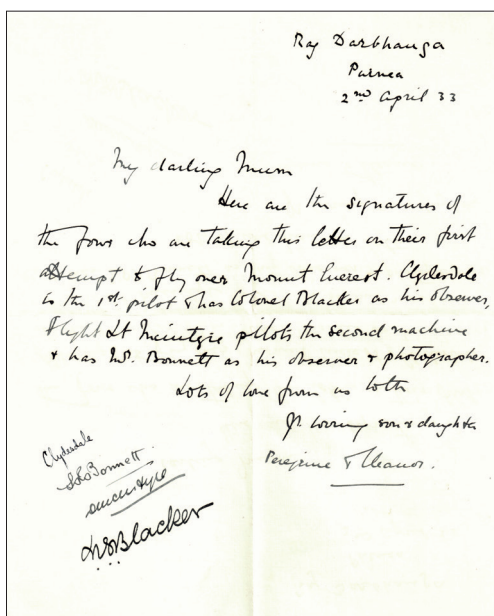 Raj Darbhanga
Purnea
2nd April 33
My darling Mum
Here are the signatures of
the four who are taking this letter on their first
attempt to fly over Mount Everest. Clydesdale
is the 1st pilot & has Colonel Blacker as his observer,
Flight Lt McIntyre pilots the second machine
& has Mr. Bonnett as his observer & photographer.
Lots of love from us both
Yr loving son & daughter
Peregrine & Eleanor.
Clydesdale
Bonnett
McIntyre
Blacker